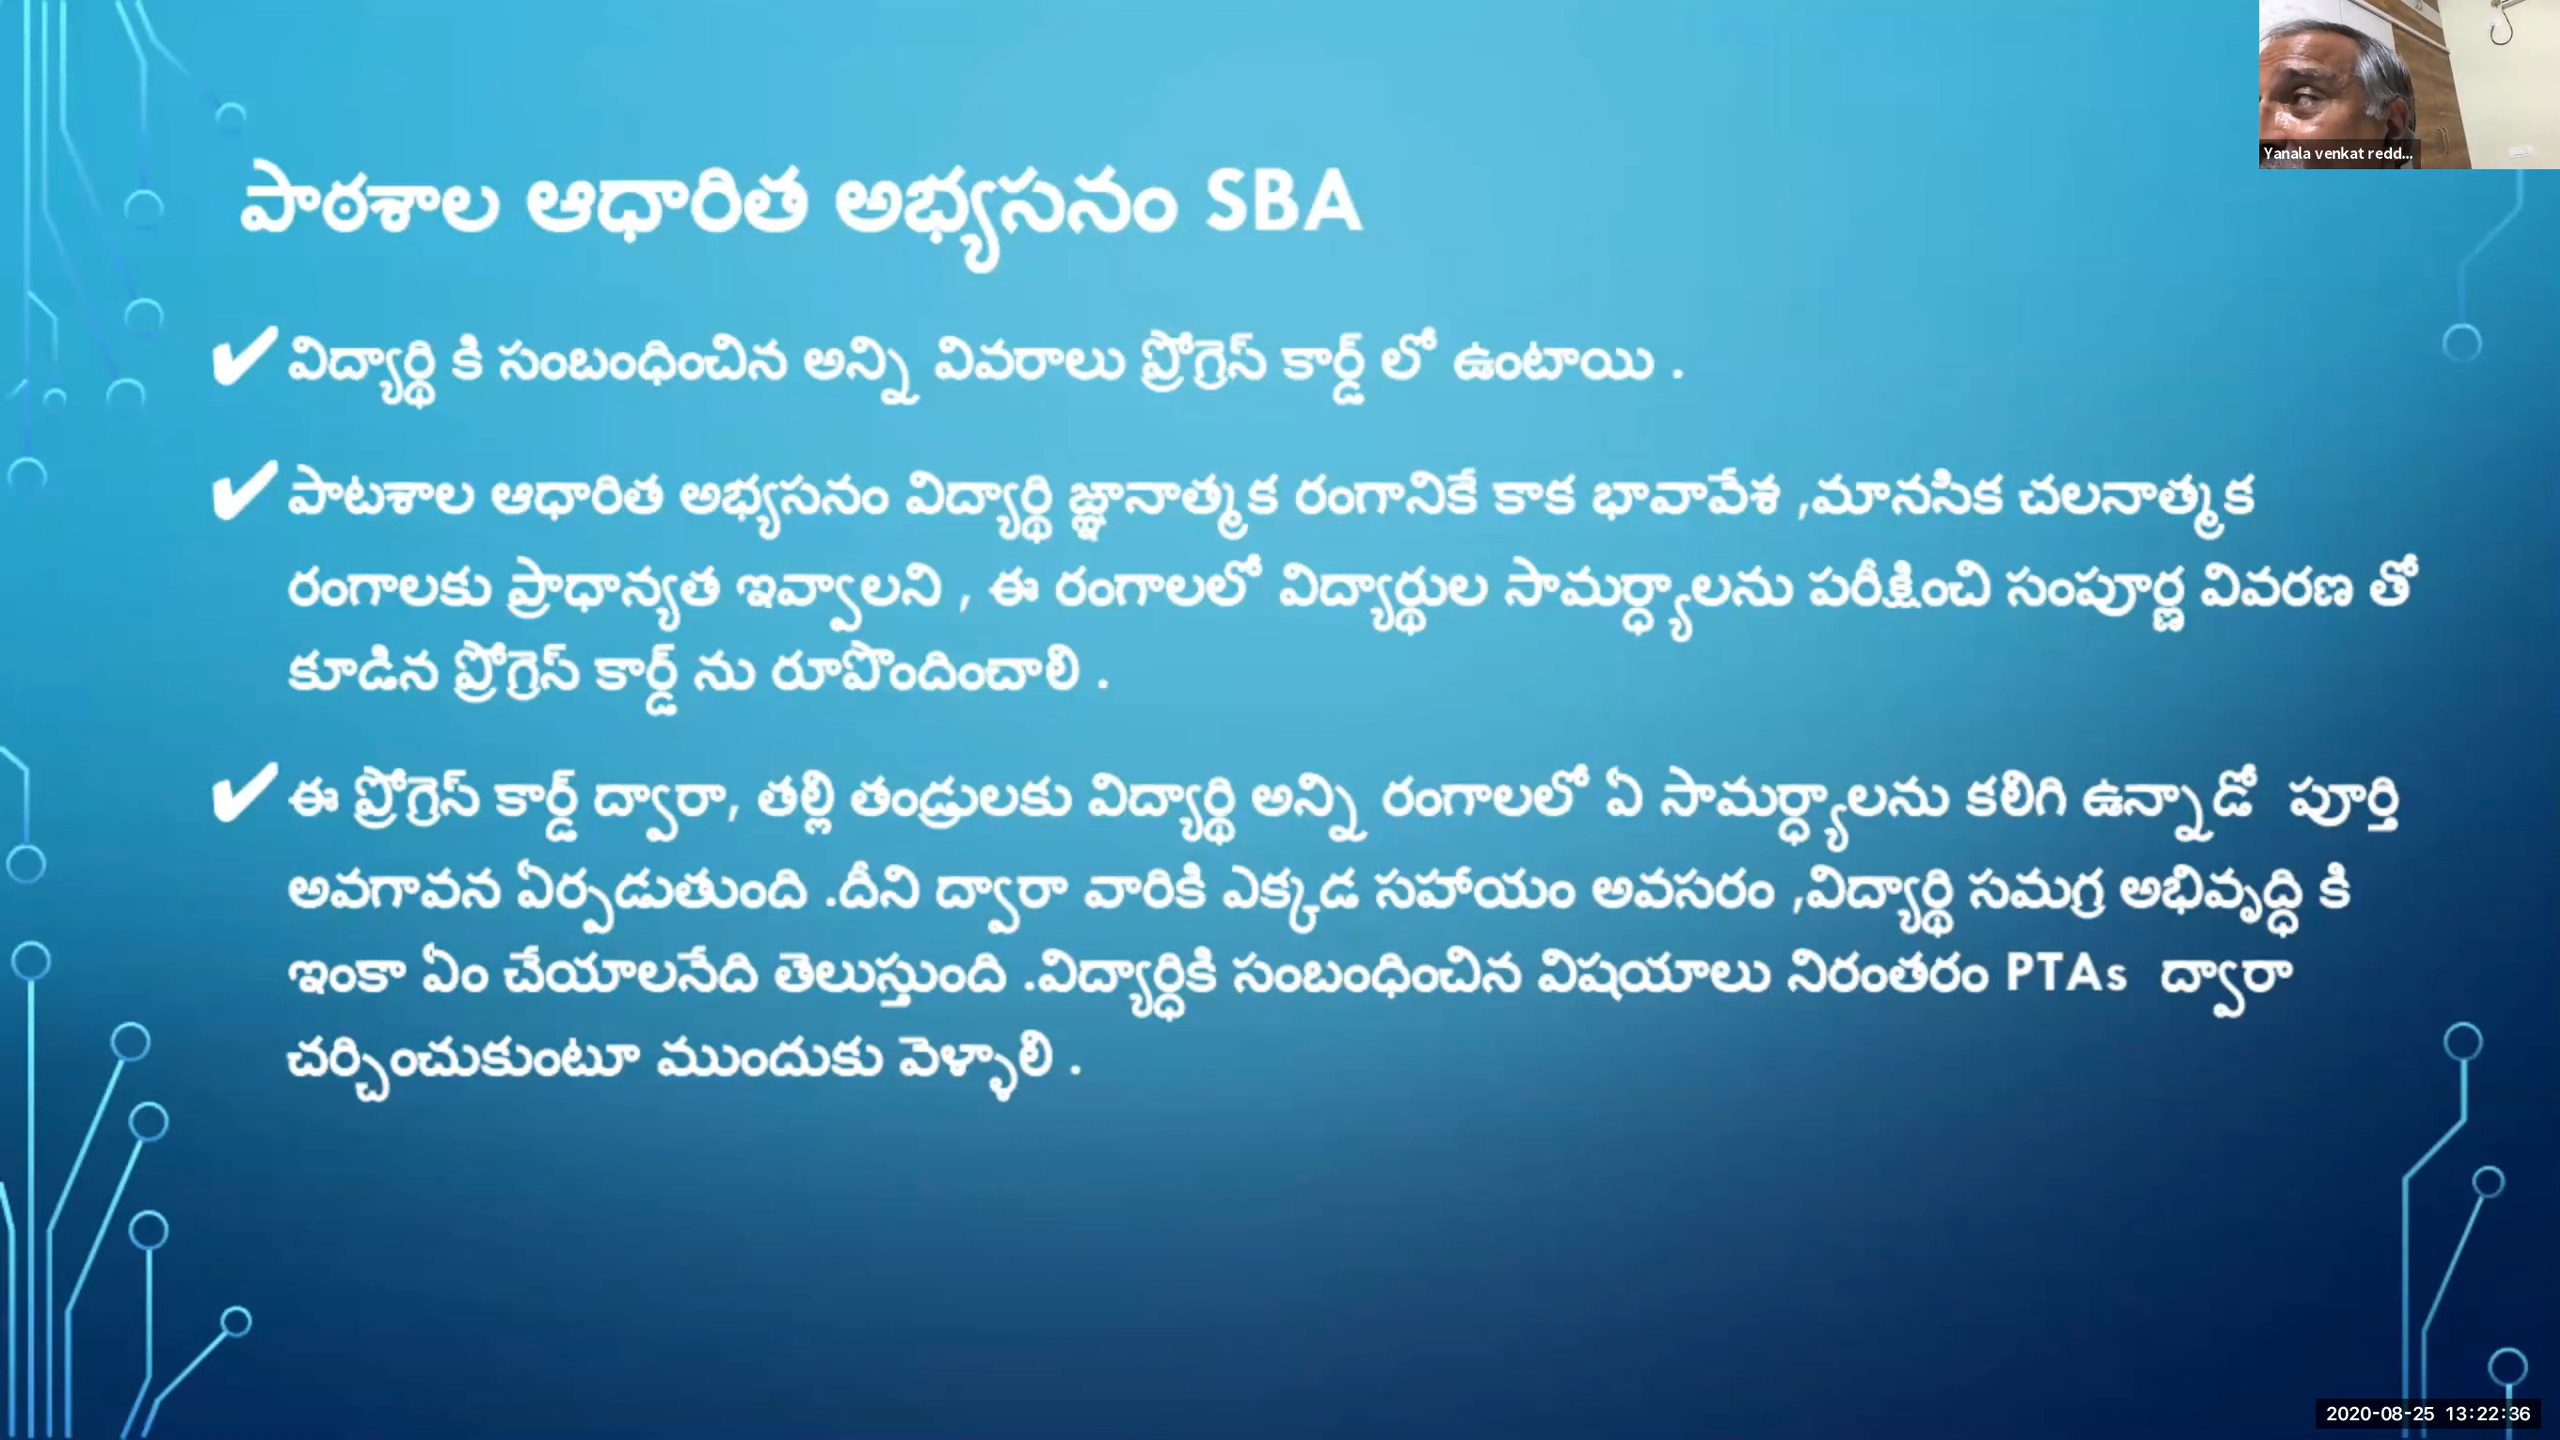 Yanala venkat redd...
పాఠశాల ఆధారిత అభ్యసనం SBA
✔ విద్యార్థి కి సంబంధించిన అన్ని వివరాలు ప్రోగ్రెస్ కార్డ్ లో ఉంటాయి .
✔ పాటశాల ఆధారిత అభ్యసనం విద్యార్థి జ్ఞానాత్మక రంగానికే కాక భావావేశ ,మానసిక చలనాత్మక
రంగాలకు ప్రాధాన్యత ఇవ్వాలని , ఈ రంగాలలో విద్యార్థుల సామర్ధ్యాలను పరీక్షించి సంపూర్ణ వివరణ తో
కూడిన ప్రోగ్రెస్ కార్డ్ ను రూపొందించాలి .
✔ ఈ ప్రోగ్రెస్ కార్డ్ ద్వారా, తల్లి తండ్రులకు విద్యార్థి అన్ని రంగాలలో ఏ సామర్ధ్యాలను కలిగి ఉన్నాడో పూర్తి
అవగావన ఏర్పడుతుంది .దీని ద్వారా వారికి ఎక్కడ సహాయం అవసరం ,విద్యార్థి సమగ్ర అభివృద్ధి కి
ఇంకా ఏం చేయాలనేది తెలుస్తుంది .విద్యార్ధికి సంబంధించిన విషయాలు నిరంతరం PTAs ద్వారా
చర్చించుకుంటూ ముందుకు వెళ్ళాలి .
2020-08-25 13:22:36